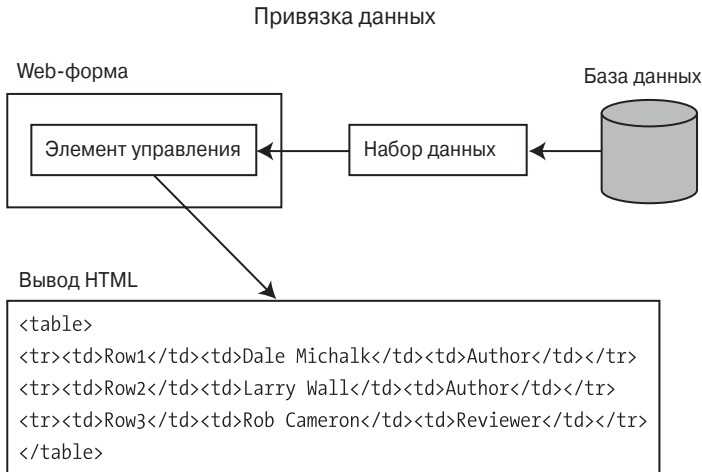 Привязка данных
Web-форма
База данных
Элемент управления
Набор данных
Вывод HTML
<table>
<tr><td>Row1</td><td>Dale Michalk</td><td>Author</td></tr>
<tr><td>Row2</td><td>Larry Wall</td><td>Author</td></tr>
<tr><td>Row3</td><td>Rob Cameron</td><td>Reviewer</td></tr>
</table>